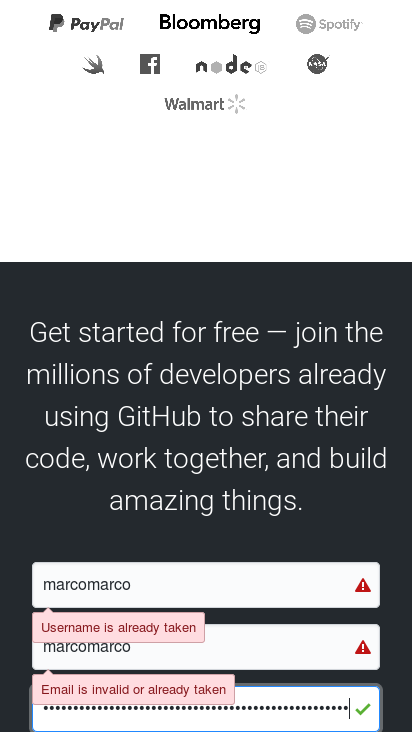 PayPal Bloomberg Spotify
node JS NASA
Walmart
Get started for free — join the
millions of developers already
using GitHub to share their
code, work together, and build
amazing things.
marcomarco
Username is already taken
marcomarco
Email is invalid or already taken